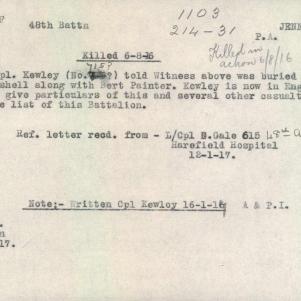 1103
48th Battn
JENN
214-31
P.A.
Killed 6-8-16
Killed in
action 6/8/16
415?
pl. Kewley (No. ?) told Witness above was buried
shell along with Bert Painter. Kewley is now in Eng
give particulars of this and several other casualt
e list of this Battalion.
Ref. letter recd. from - L/Cpl B.Gale 615 48th
Harefield Hospital
12-1-17.
Note;- Written Cpl Kewloy 16-1-16 A & P.I.
17.